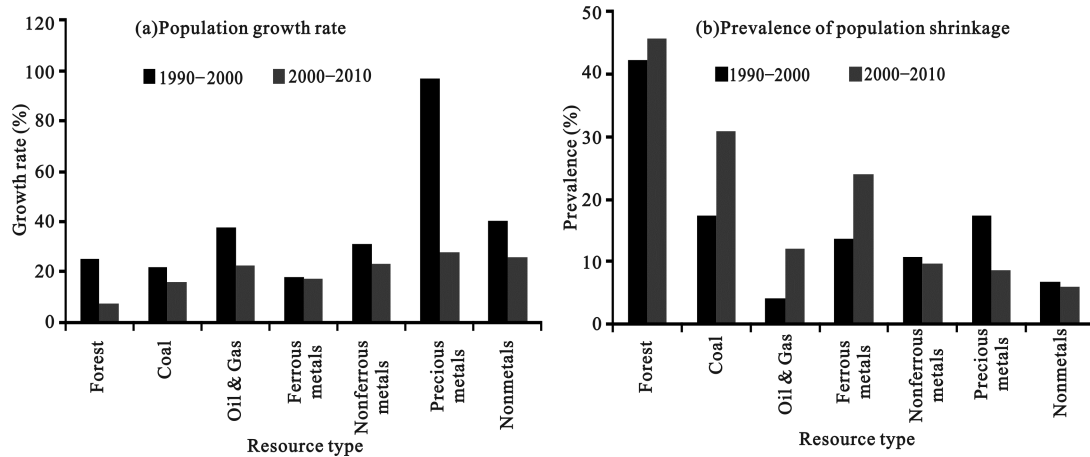 (a)Population growth rate
1990−2000
2000−2010
Growth rate (%)
120
100
80
60
40
20
0
Forest
Coal
Oil & Gas
Ferrous
metals
Nonferrous
metals
Precious
metals
Nonmetals
Resource type
(b)Prevalence of population shrinkage
1990−2000
2000−2010
Prevalence (%)
50
40
30
20
10
0
Forest
Coal
Oil & Gas
Ferrous
metals
Nonferrous
metals
Precious
metals
Nonmetals
Resource type